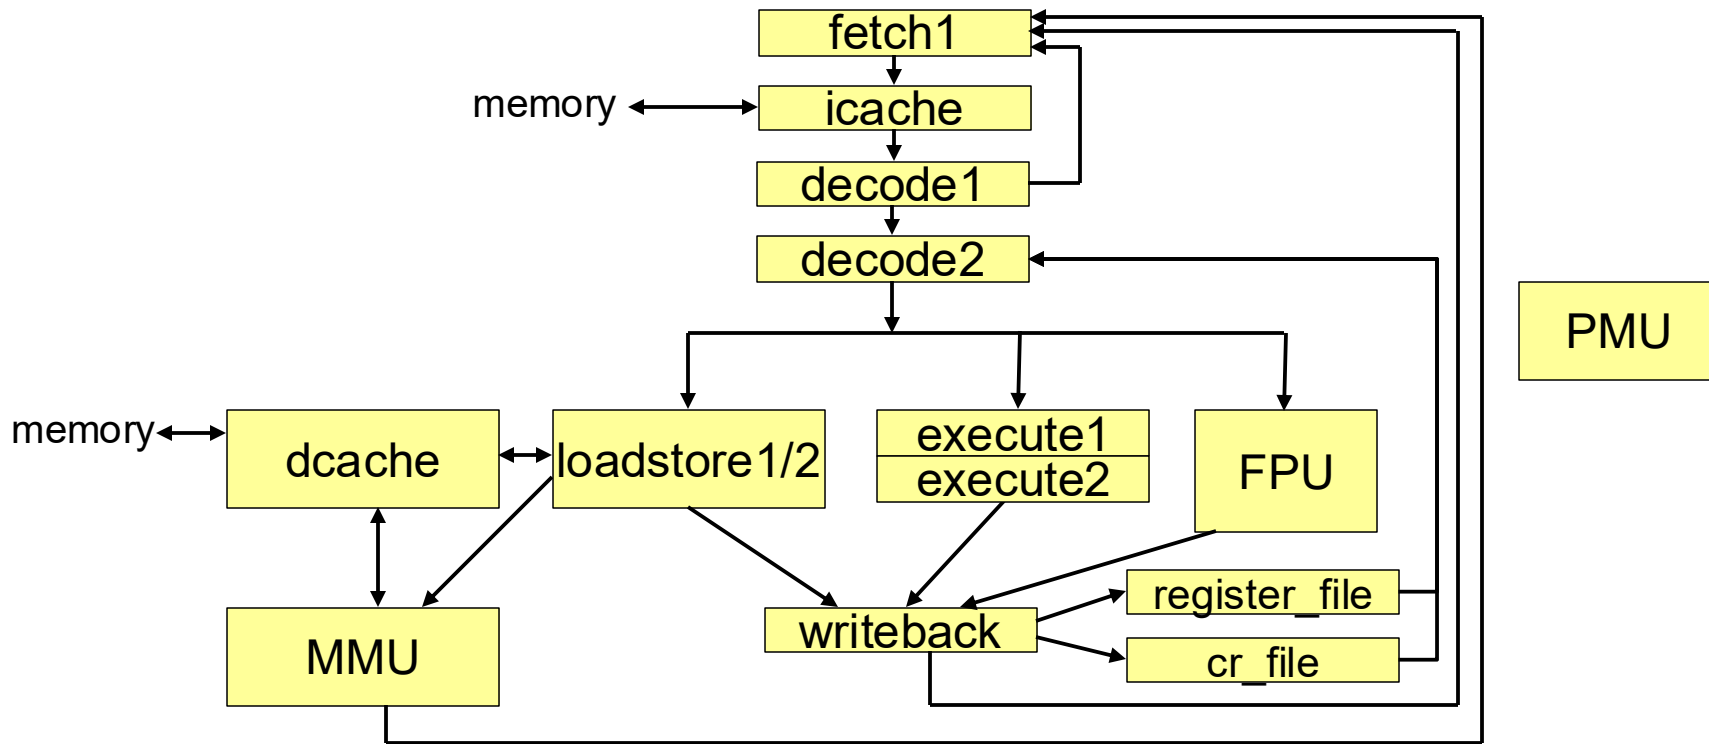 fetch1
memory
icache
decode1
decode2
PMU
memory
dcache
loadstore1/2
execute1
execute2
FPU
register_file
writeback
MMU
cr_file